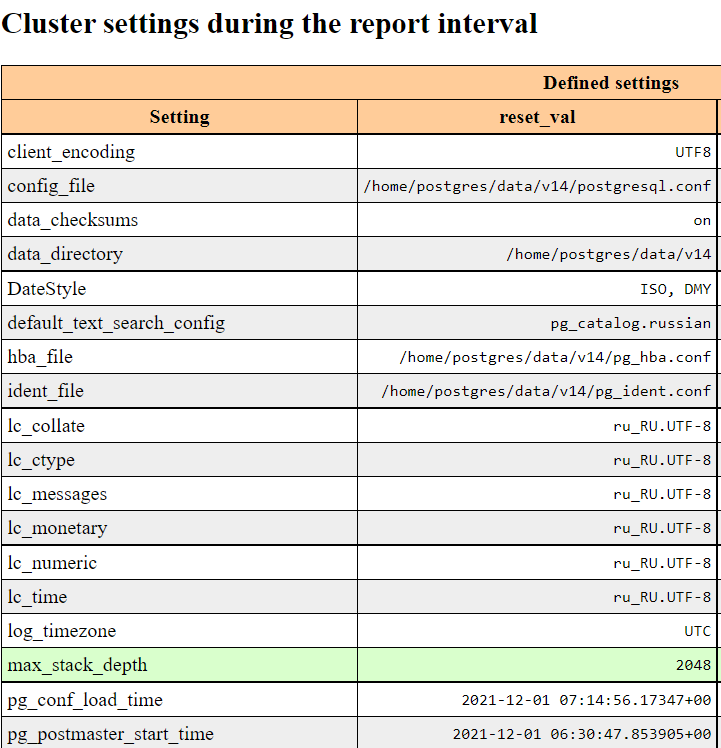 Cluster settings during the report interval
Defined settings
Setting reset_val
client_encoding UTF8
config_file /home/postgres/data/v14/postgresql.conf
data_checksums on
data_directory /home/postgres/data/v14
DateStyle ISO, DMY
default_text_search_config pg_catalog.russian
hba_file /home/postgres/data/v14/pg_hba.conf
ident_file /home/postgres/data/v14/pg_ident.conf
lc_collate ru_RU.UTF-8
lc_ctype ru_RU.UTF-8
lc_messages ru_RU.UTF-8
lc_monetary ru_RU.UTF-8
lc_numeric ru_RU.UTF-8
lc_time ru_RU.UTF-8
log_timezone UTC
max_stack_depth 2048
pg_conf_load_time 2021-12-01 07:14:56.17347+00
pg_postmaster_start_time 2021-12-01 06:30:47.853905+00